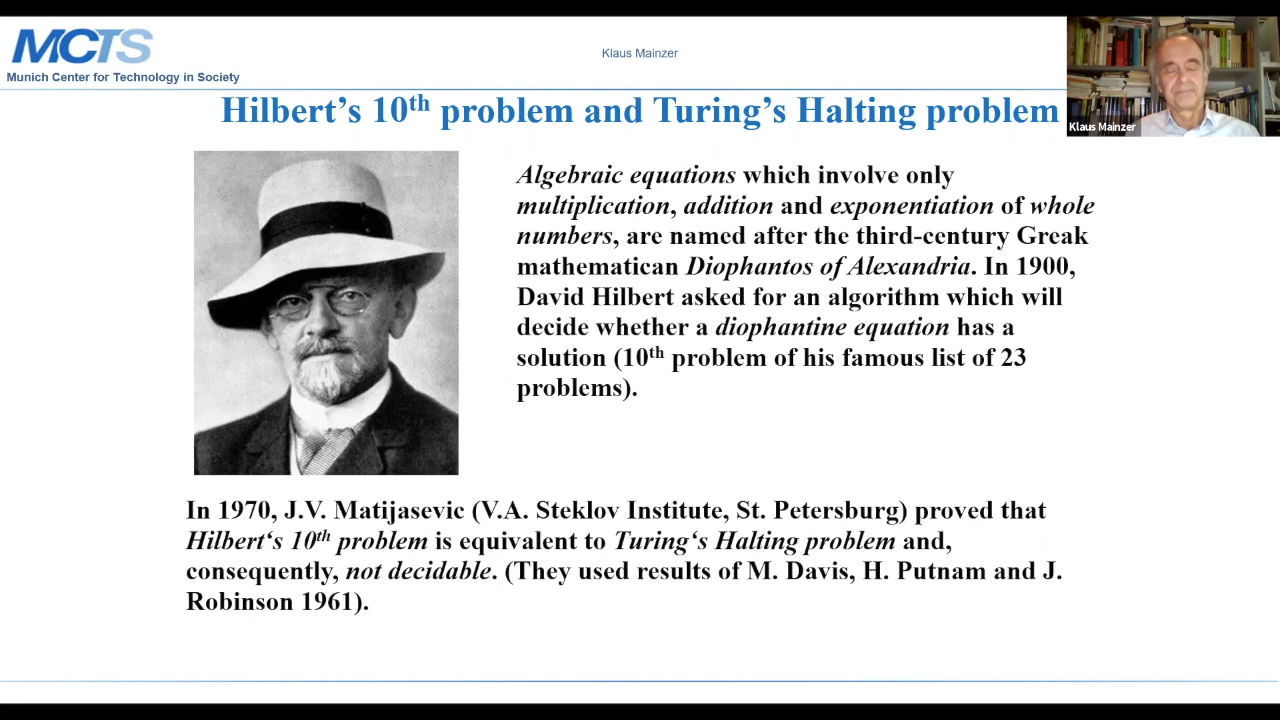 MCTS
Munich Center for Technology in Society
Klaus Mainzer
Klaus Mainzer
Hilbert’s 10th problem and Turing’s Halting problem
Algebraic equations which involve only
multiplication, addition and exponentiation of whole
numbers, are named after the third-century Greak
mathematican Diophantos of Alexandria. In 1900,
David Hilbert asked for an algorithm which will
decide whether a diophantine equation has a
solution (10th problem of his famous list of 23
problems).
In 1970, J.V. Matijasevic (V.A. Steklov Institute, St. Petersburg) proved that
Hilbert‘s 10th problem is equivalent to Turing‘s Halting problem and,
consequently, not decidable. (They used results of M. Davis, H. Putnam and J.
Robinson 1961).